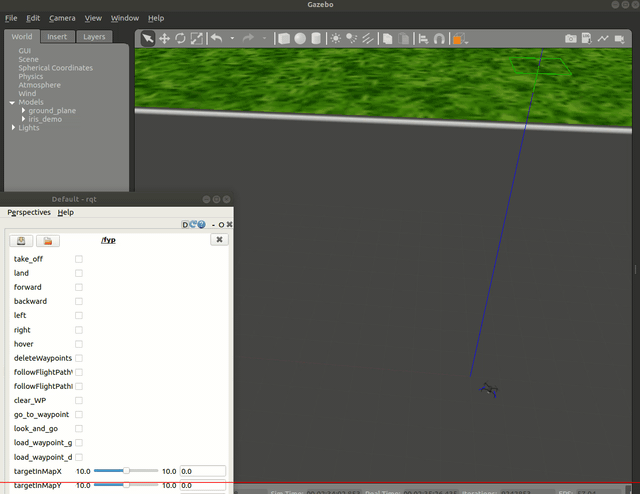 Gazebo
File Edit Camera View Window Help
World Insert Layers
GUI
Scene
Spherical Coordinates
Physics
Atmosphere
Wind
Models
ground_plane
iris_demo
Lights
Default - rqt
Perspectives Help
D - O
/fyp
take_off
land
forward
backward
left
right
hover
deleteWaypoints
followFlightPath
followFlightPath
clear_WP
go_to_waypoint
look_and_go
load_waypoint_g
load_waypoint_d
targetInMapX 10.0 10.0 0.0
targetInMapY 10.0 10.0 0.0